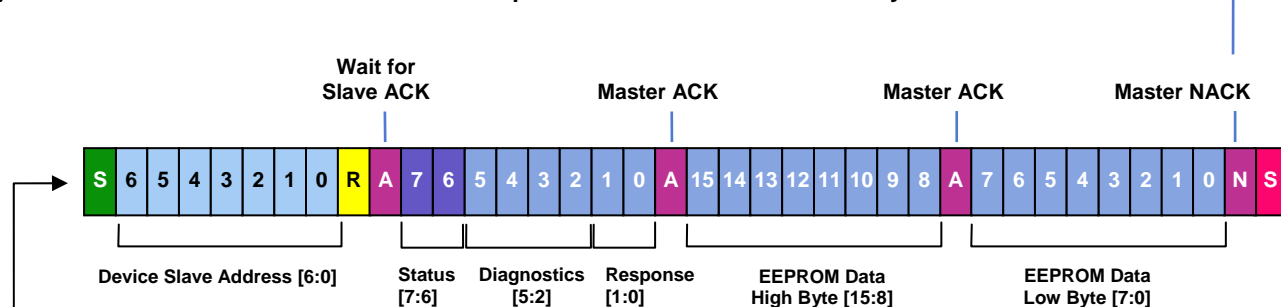 Wait for
Slave ACK
Master ACK
Master ACK
Master NACK
S 6 5 4 3 2 1 0 R A 7 6 5 4 3 2 1 0 A 15 14 13 12 11 10 9 8 A 7 6 5 4 3 2 1 0 N S
Device Slave Address [6:0]
Status
[7:6]
Diagnostics
[5:2]
Response
[1:0]
EEPROM Data
High Byte [15:8]
EEPROM Data
Low Byte [7:0]